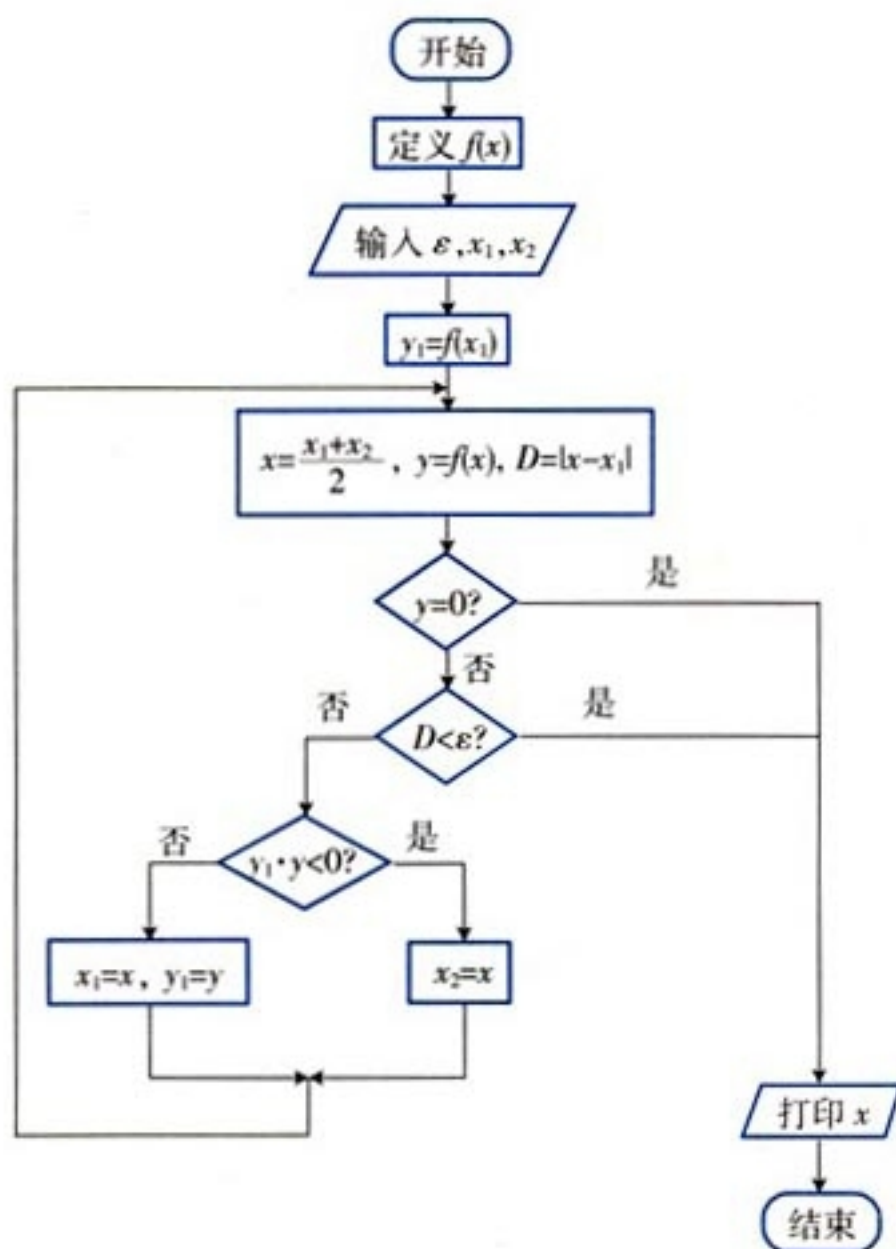 开始
定义 f(x)
输入 ε,x₁,x₂
y₁=f(x₁)
x=(x₁+x₂)/2 , y=f(x), D=|x-x₁|
y=0?
是
否
D<ε?
否
是
y₁·y<0?
否
是
x₁=x, y₁=y
x₂=x
打印 x
结束